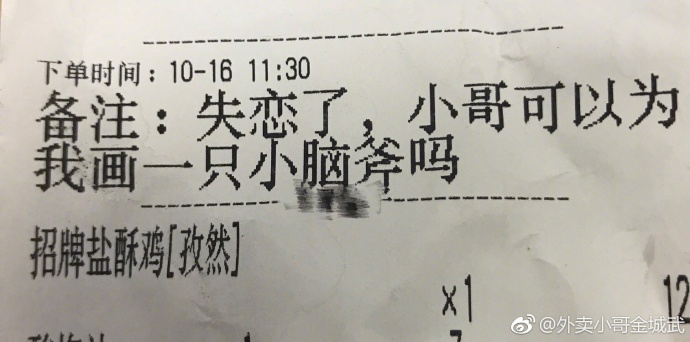 下单时间：10-16 11:30
备注：失恋了，小哥可以为
我画一只小脑斧吗
招牌盐酥鸡[孜然]
x1 12
@外卖小哥金城武